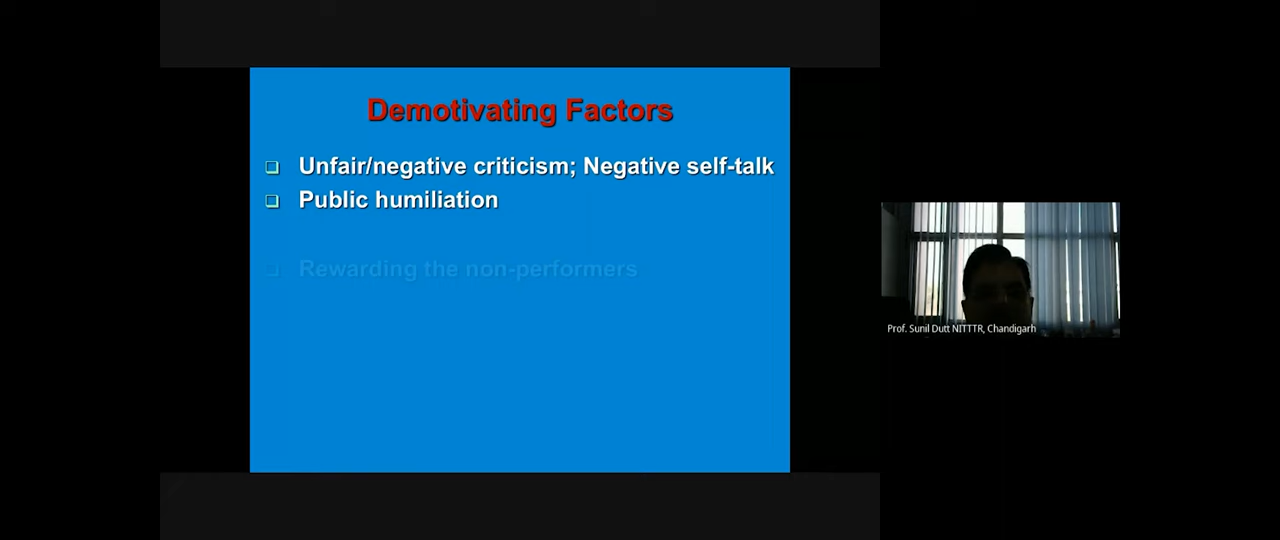 Demotivating Factors
Unfair/negative criticism; Negative self-talk
Public humiliation
Rewarding the non-performers
Prof. Sunil Dutt NITTTR, Chandigarh